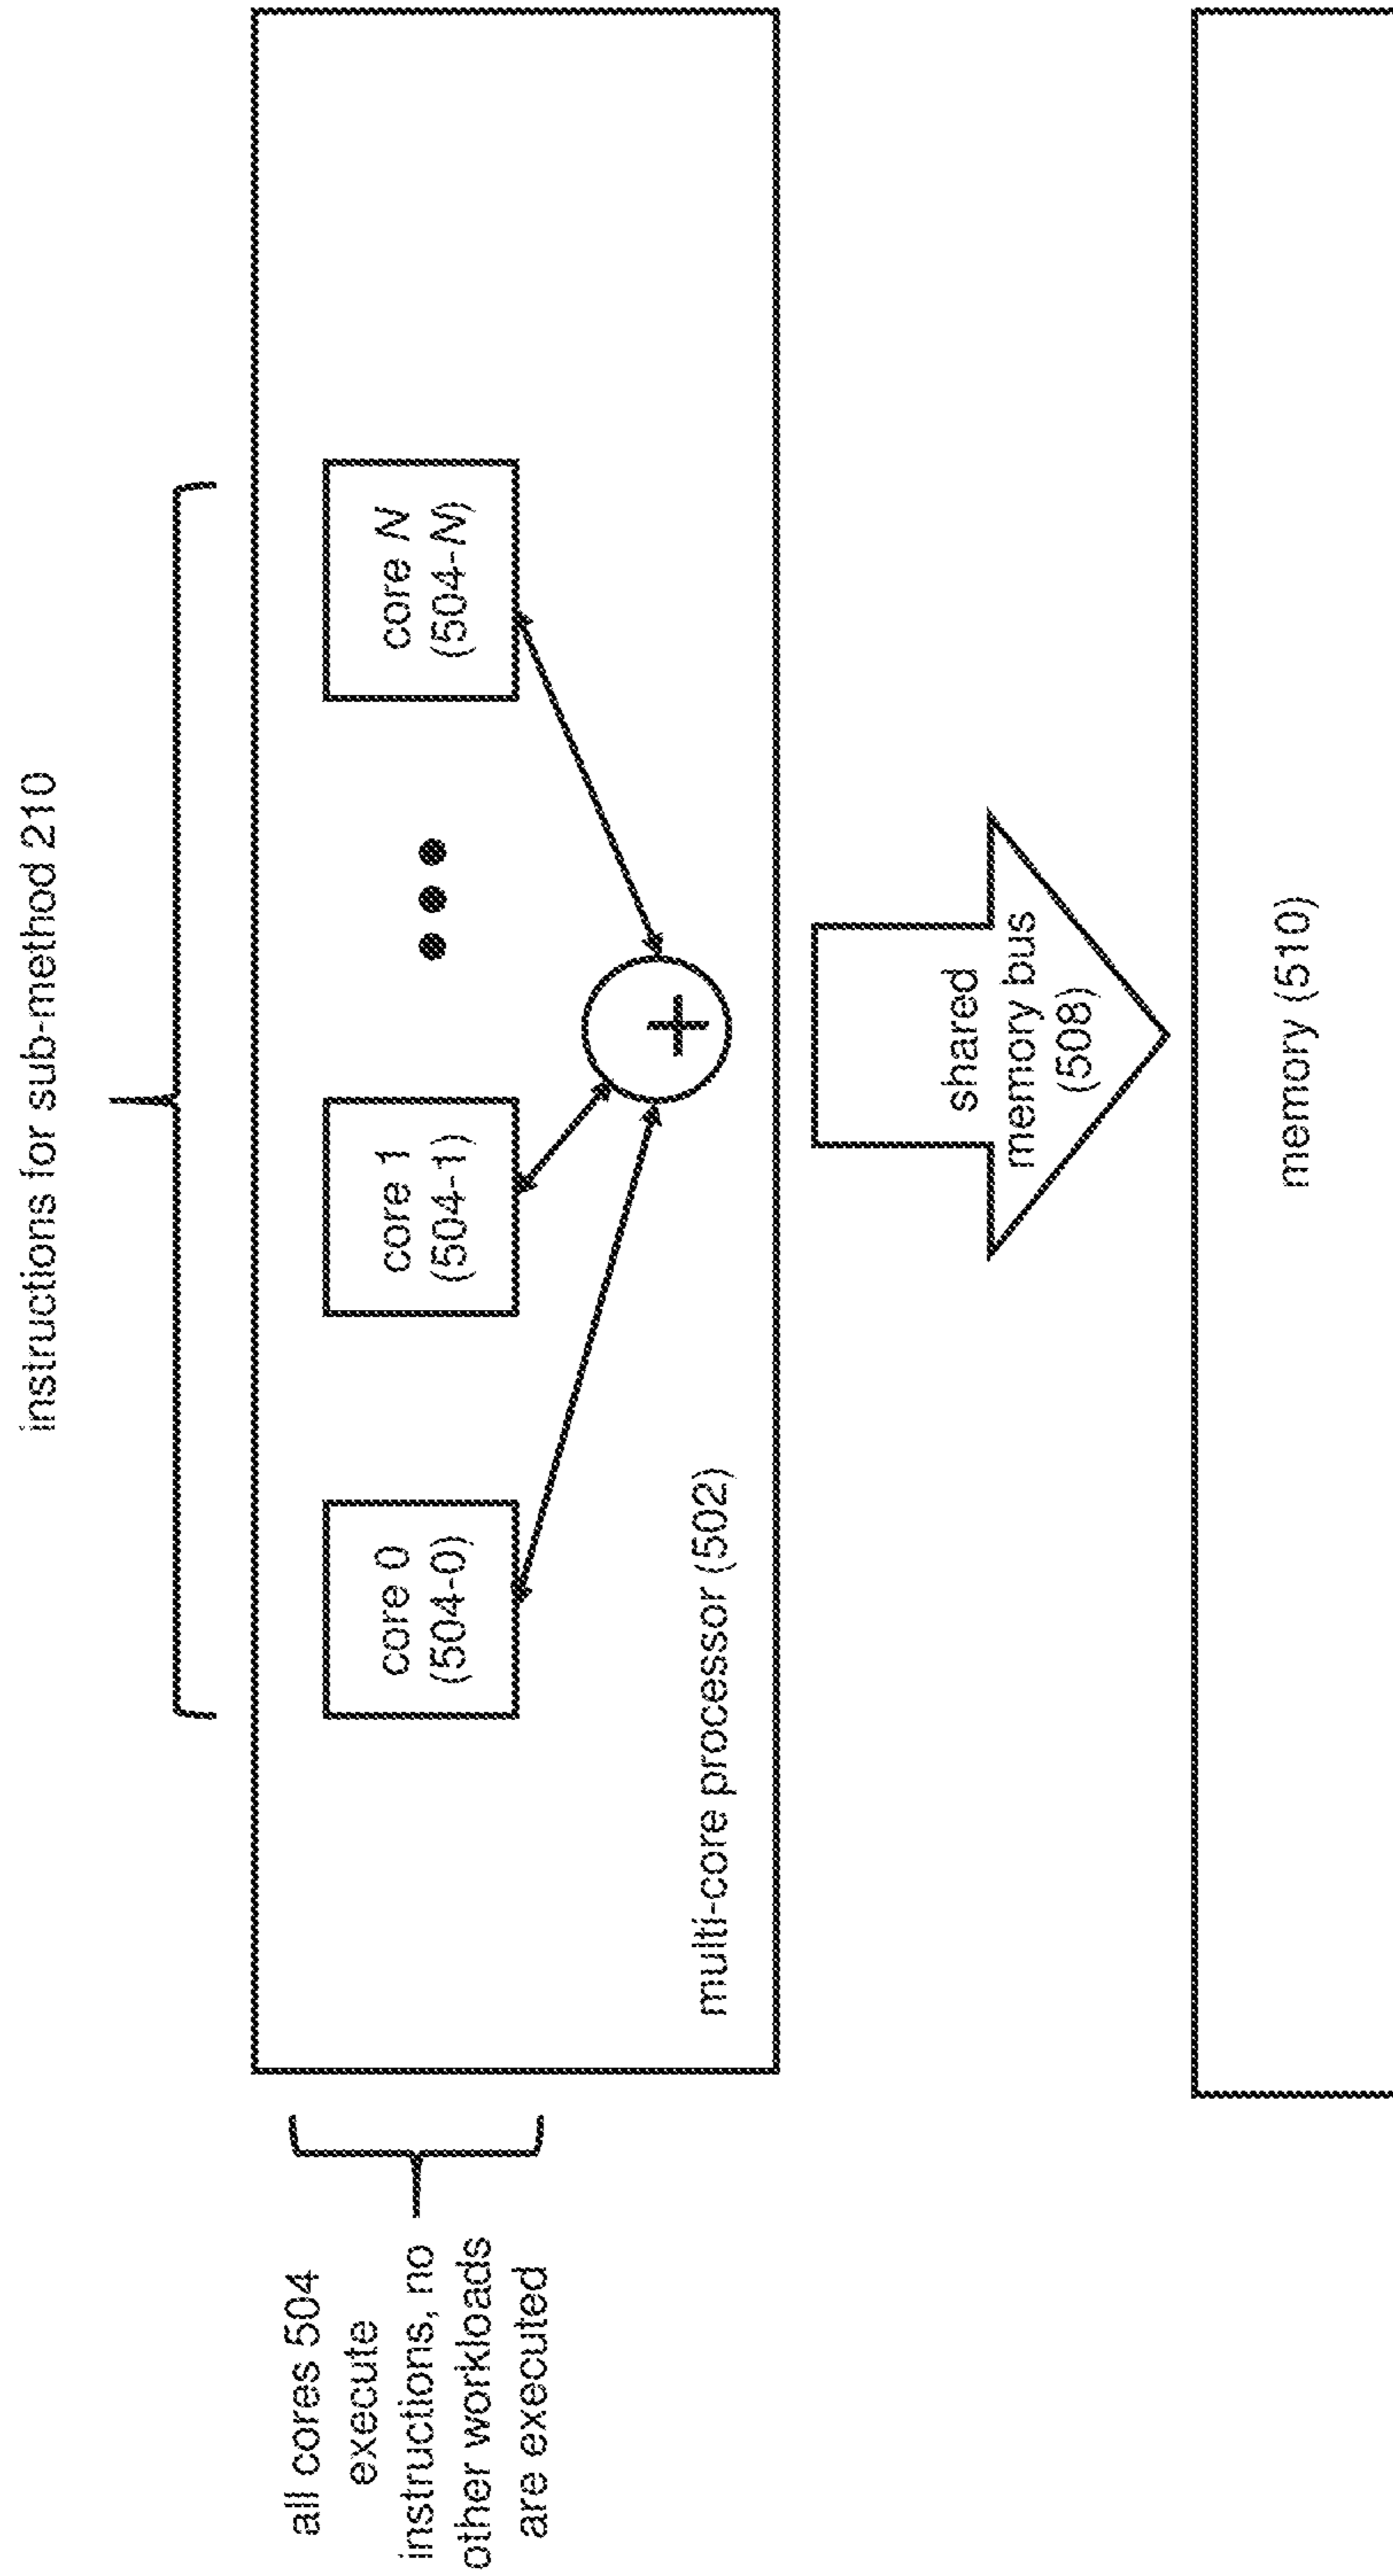 instructions for sub-method 210
all cores 504
execute
instructions, no
other workloads
are executed
core 0
(504-0)
core 1
(504-1)
core N
(504-N)
+
multi-core processor (502)
shared
memory bus
(508)
memory (510)